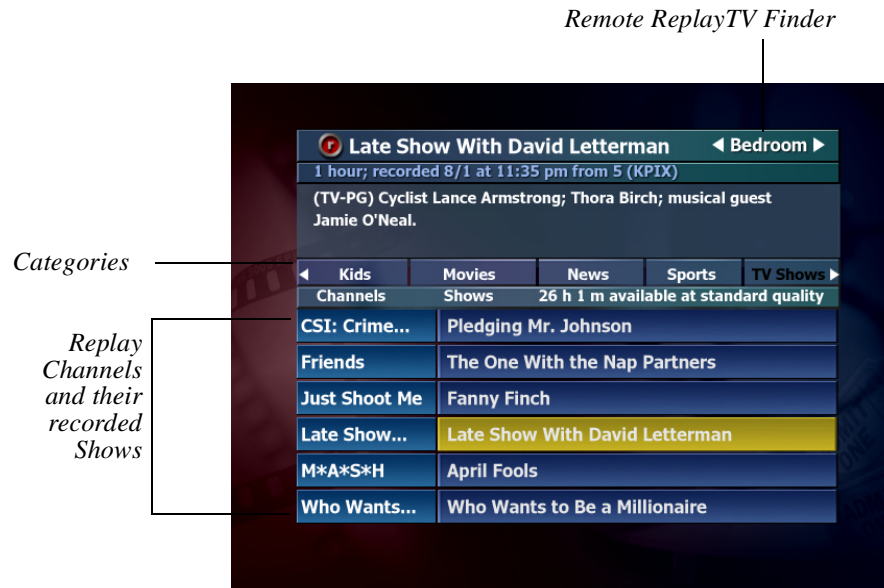 Remote ReplayTV Finder
r Late Show With David Letterman ◀ Bedroom ▶
1 hour; recorded 8/1 at 11:35 pm from 5 (KPIX)
(TV-PG) Cyclist Lance Armstrong; Thora Birch; musical guest
Jamie O'Neal.
Categories
◀ Kids Movies News Sports TV Shows ▶
Channels Shows 26 h 1 m available at standard quality
Replay
Channels
and their
recorded
Shows
CSI: Crime... Pledging Mr. Johnson
Friends The One With the Nap Partners
Just Shoot Me Fanny Finch
Late Show... Late Show With David Letterman
M*A*S*H April Fools
Who Wants... Who Wants to Be a Millionaire